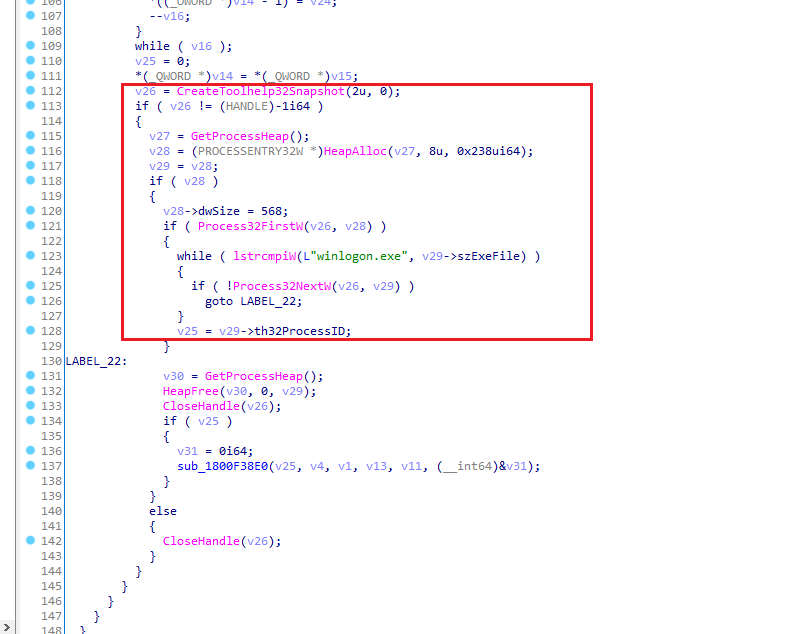 106 *((_QWORD *)v14 - 1) = v24;
107 --v16;
108 }
109 while ( v16 );
110 v25 = 0;
111 *(_QWORD *)v14 = *(_QWORD *)v15;
112 v26 = CreateToolhelp32Snapshot(2u, 0);
113 if ( v26 != (HANDLE)-1i64 )
114 {
115 v27 = GetProcessHeap();
116 v28 = (PROCESSENTRY32W *)HeapAlloc(v27, 8u, 0x238ui64);
117 v29 = v28;
118 if ( v28 )
119 {
120 v28->dwSize = 568;
121 if ( Process32FirstW(v26, v28) )
122 {
123 while ( lstrcmpiW(L"winlogon.exe", v29->szExeFile) )
124 {
125 if ( !Process32NextW(v26, v29) )
126 goto LABEL_22;
127 }
128 v25 = v29->th32ProcessID;
129 }
130 LABEL_22:
131 v30 = GetProcessHeap();
132 HeapFree(v30, 0, v29);
133 CloseHandle(v26);
134 if ( v25 )
135 {
136 v31 = 0i64;
137 sub_1800F38E0(v25, v4, v1, v13, v11, (__int64)&v31);
138 }
139 }
140 else
141 {
142 CloseHandle(v26);
143 }
144 }
145 }
146 }
147 }
148 }